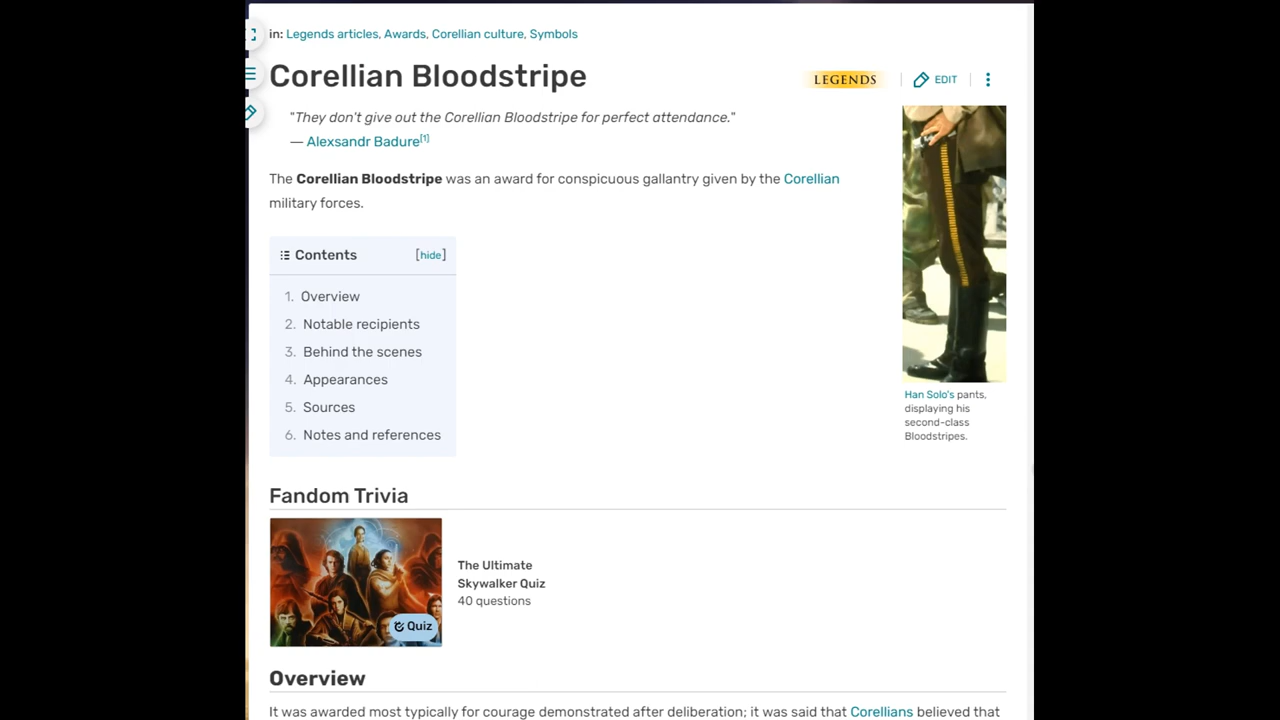 in: Legends articles, Awards, Corellian culture, Symbols
Corellian Bloodstripe
LEGENDS
EDIT
"They don't give out the Corellian Bloodstripe for perfect attendance."
— Alexsandr Badure[1]
The Corellian Bloodstripe was an award for conspicuous gallantry given by the Corellian
military forces.
Han Solo's pants,
displaying his
second-class
Bloodstripes.
Contents [hide]
1. Overview
2. Notable recipients
3. Behind the scenes
4. Appearances
5. Sources
6. Notes and references
Fandom Trivia
Quiz
The Ultimate
Skywalker Quiz
40 questions
Overview
It was awarded most typically for courage demonstrated after deliberation; it was said that Corellians believed that